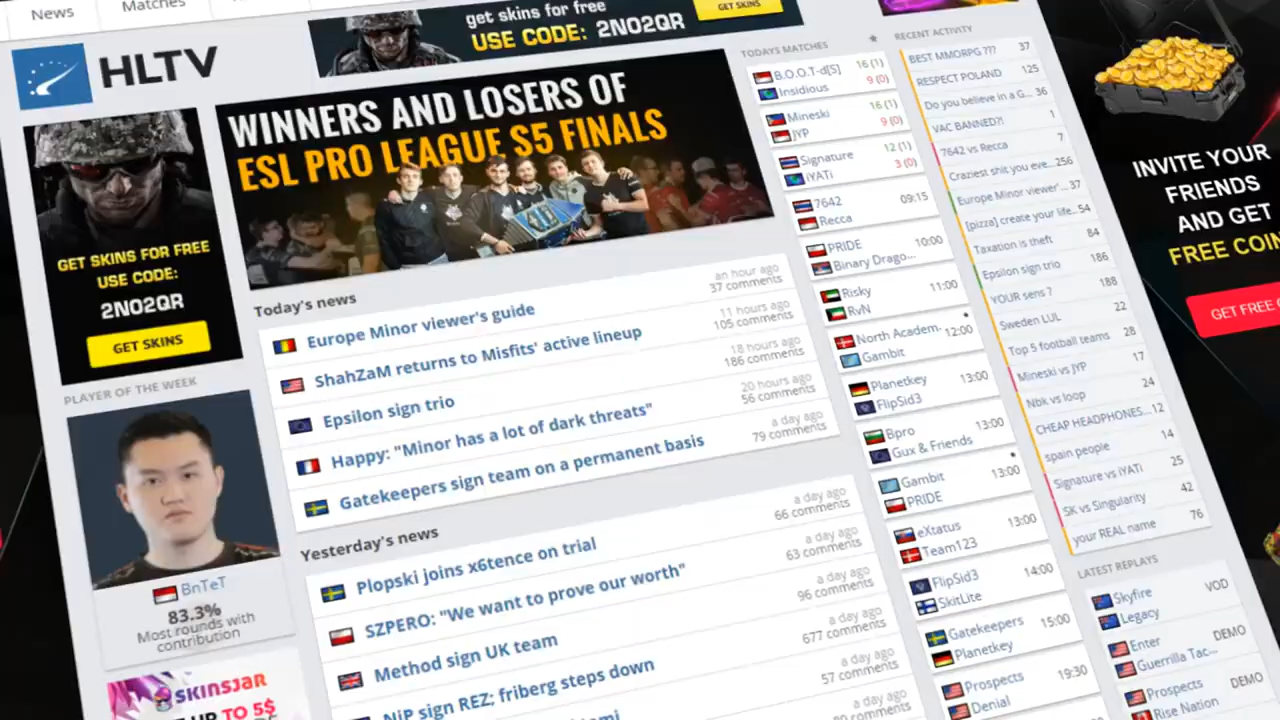 News
Matches
HLTV
get skins for free
USE CODE: 2NO2QR
GET SKINS
GET SKINS FOR FREE
USE CODE:
2NO2QR
GET SKINS
PLAYER OF THE WEEK
BnTeT
83.3%
Most rounds with
contribution
SKINSJAR
UP TO 5$
WINNERS AND LOSERS OF
ESL PRO LEAGUE S5 FINALS
Today's news
Europe Minor viewer's guide
an hour ago
37 comments
ShahZaM returns to Misfits' active lineup
11 hours ago
105 comments
Epsilon sign trio
18 hours ago
186 comments
Happy: "Minor has a lot of dark threats"
20 hours ago
56 comments
Gatekeepers sign team on a permanent basis
a day ago
79 comments
Yesterday's news
Plopski joins x6tence on trial
a day ago
66 comments
SZPERO: "We want to prove our worth"
a day ago
63 comments
Method sign UK team
a day ago
96 comments
NiP sign REZ; friberg steps down
a day ago
677 comments
a day ago
57 comments
a day ago
TODAYS MATCHES
B.O.O.T-d[S] 16 (1)
Insidious 9 (0)
Mineski 16 (1)
JYP 9 (0)
Signature 12 (1)
iYATi 3 (0)
7642
Recca
09:15
PRIDE
Binary Drago...
10:00
Risky
RvN
11:00
North Academ.
Gambit
12:00
Planetkey
FlipSid3
13:00
Bpro
Gux & Friends
13:00
Gambit
PRIDE
13:00
eXtatus
Team123
13:00
FlipSid3
SkitLite
14:00
Gatekeepers
Planetkey
15:00
Prospects
Denial
19:30
RECENT ACTIVITY
BEST MMORPG ??? 37
RESPECT POLAND 125
Do you believe in a G... 36
VAC BANNED?! 1
7642 vs Recca 7
Craziest shit you eve... 256
Europe Minor viewer'... 37
[pizza] create your life... 54
Taxation is theft 84
Epsilon sign trio 186
YOUR sens ? 188
Sweden LUL 22
Top 5 football teams 28
Mineski vs JYP 17
Nbk vs loop 24
CHEAP HEADPHONES... 12
spain people 14
Signature vs iYATi 25
SK vs Singularity 42
your REAL name 76
LATEST REPLAYS
Skyfire
Legacy
VOD
Enter
Guerrilla Tac...
DEMO
Prospects
Rise Nation
DEMO
INVITE YOUR
FRIENDS
AND GET
FREE COIN
GET FREE